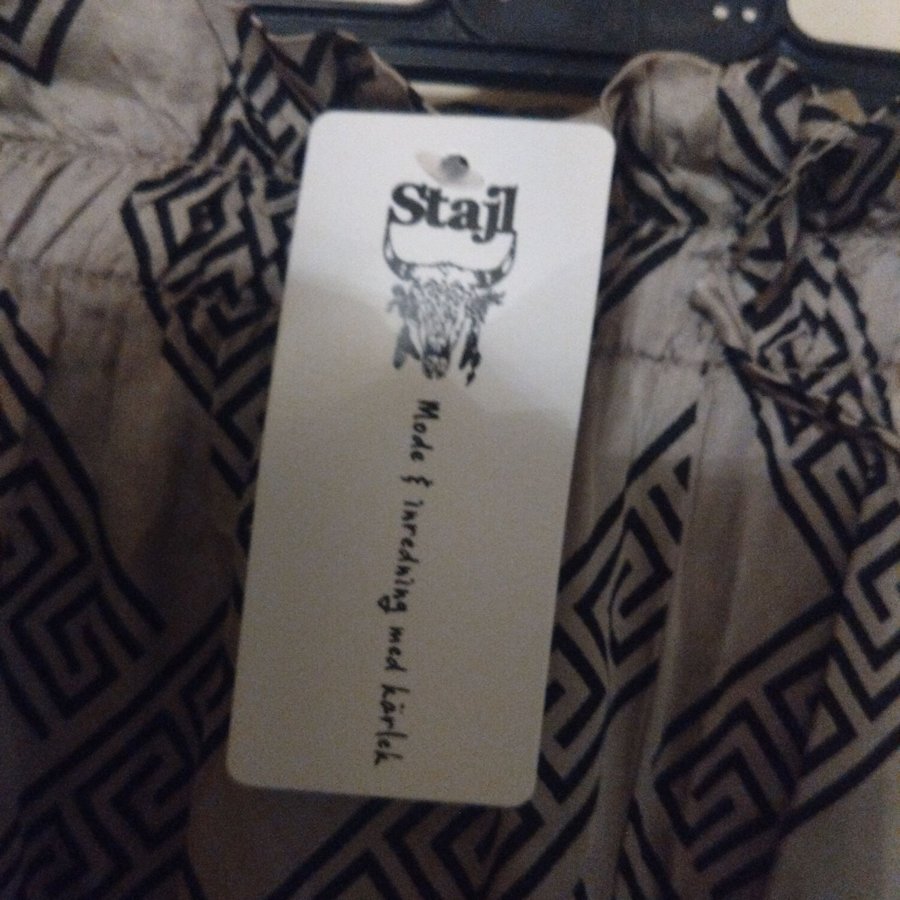 Stajl
Mode & inredning med kärlek